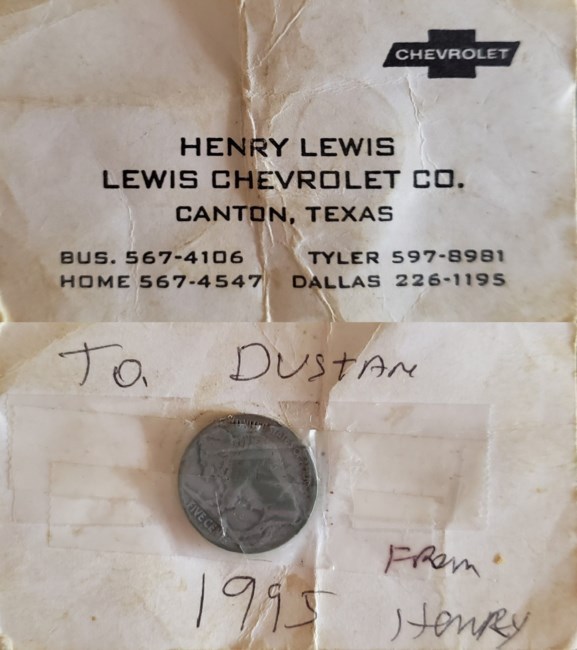 CHEVROLET
HENRY LEWIS
LEWIS CHEVROLET CO.
CANTON, TEXAS
BUS. 567-4106 TYLER 597-8981
HOME 567-4547 DALLAS 226-1195
To. DUSTAN
1995
From
Henry